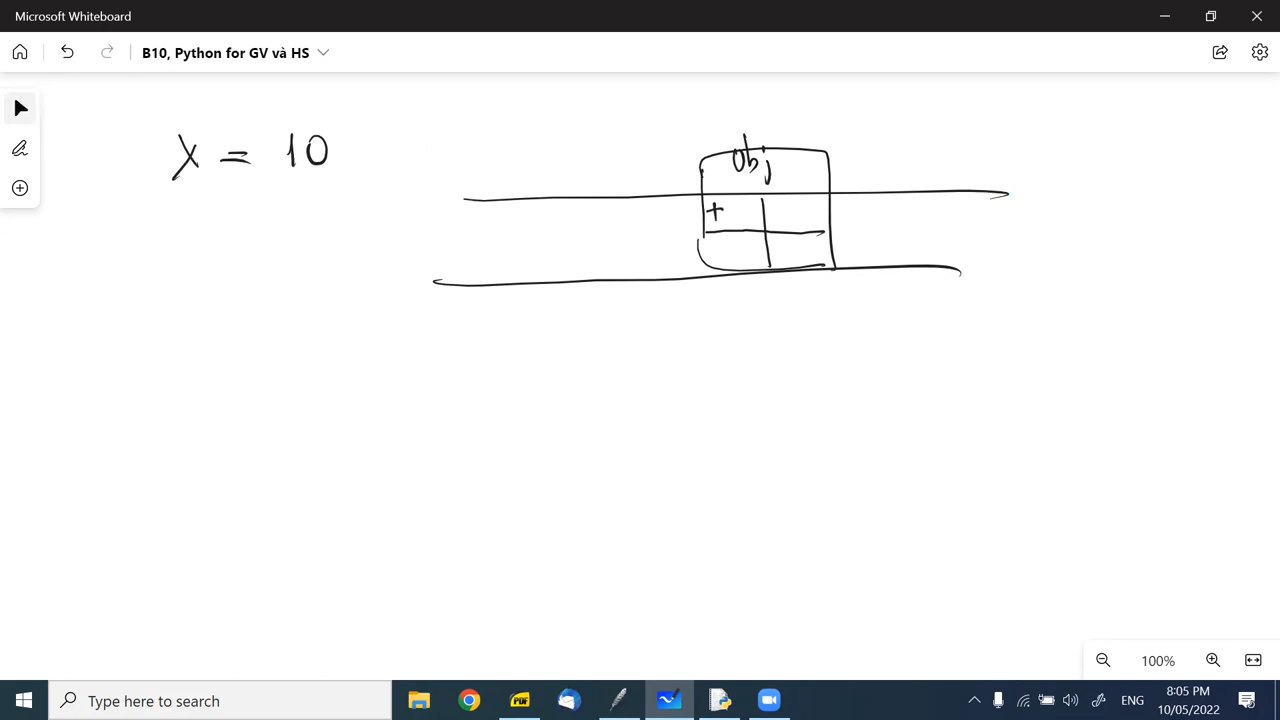 Microsoft Whiteboard
B10, Python for GV và HS
x = 10
Obj
+
100%
Type here to search
PDF
ENG
8:05 PM
10/05/2022